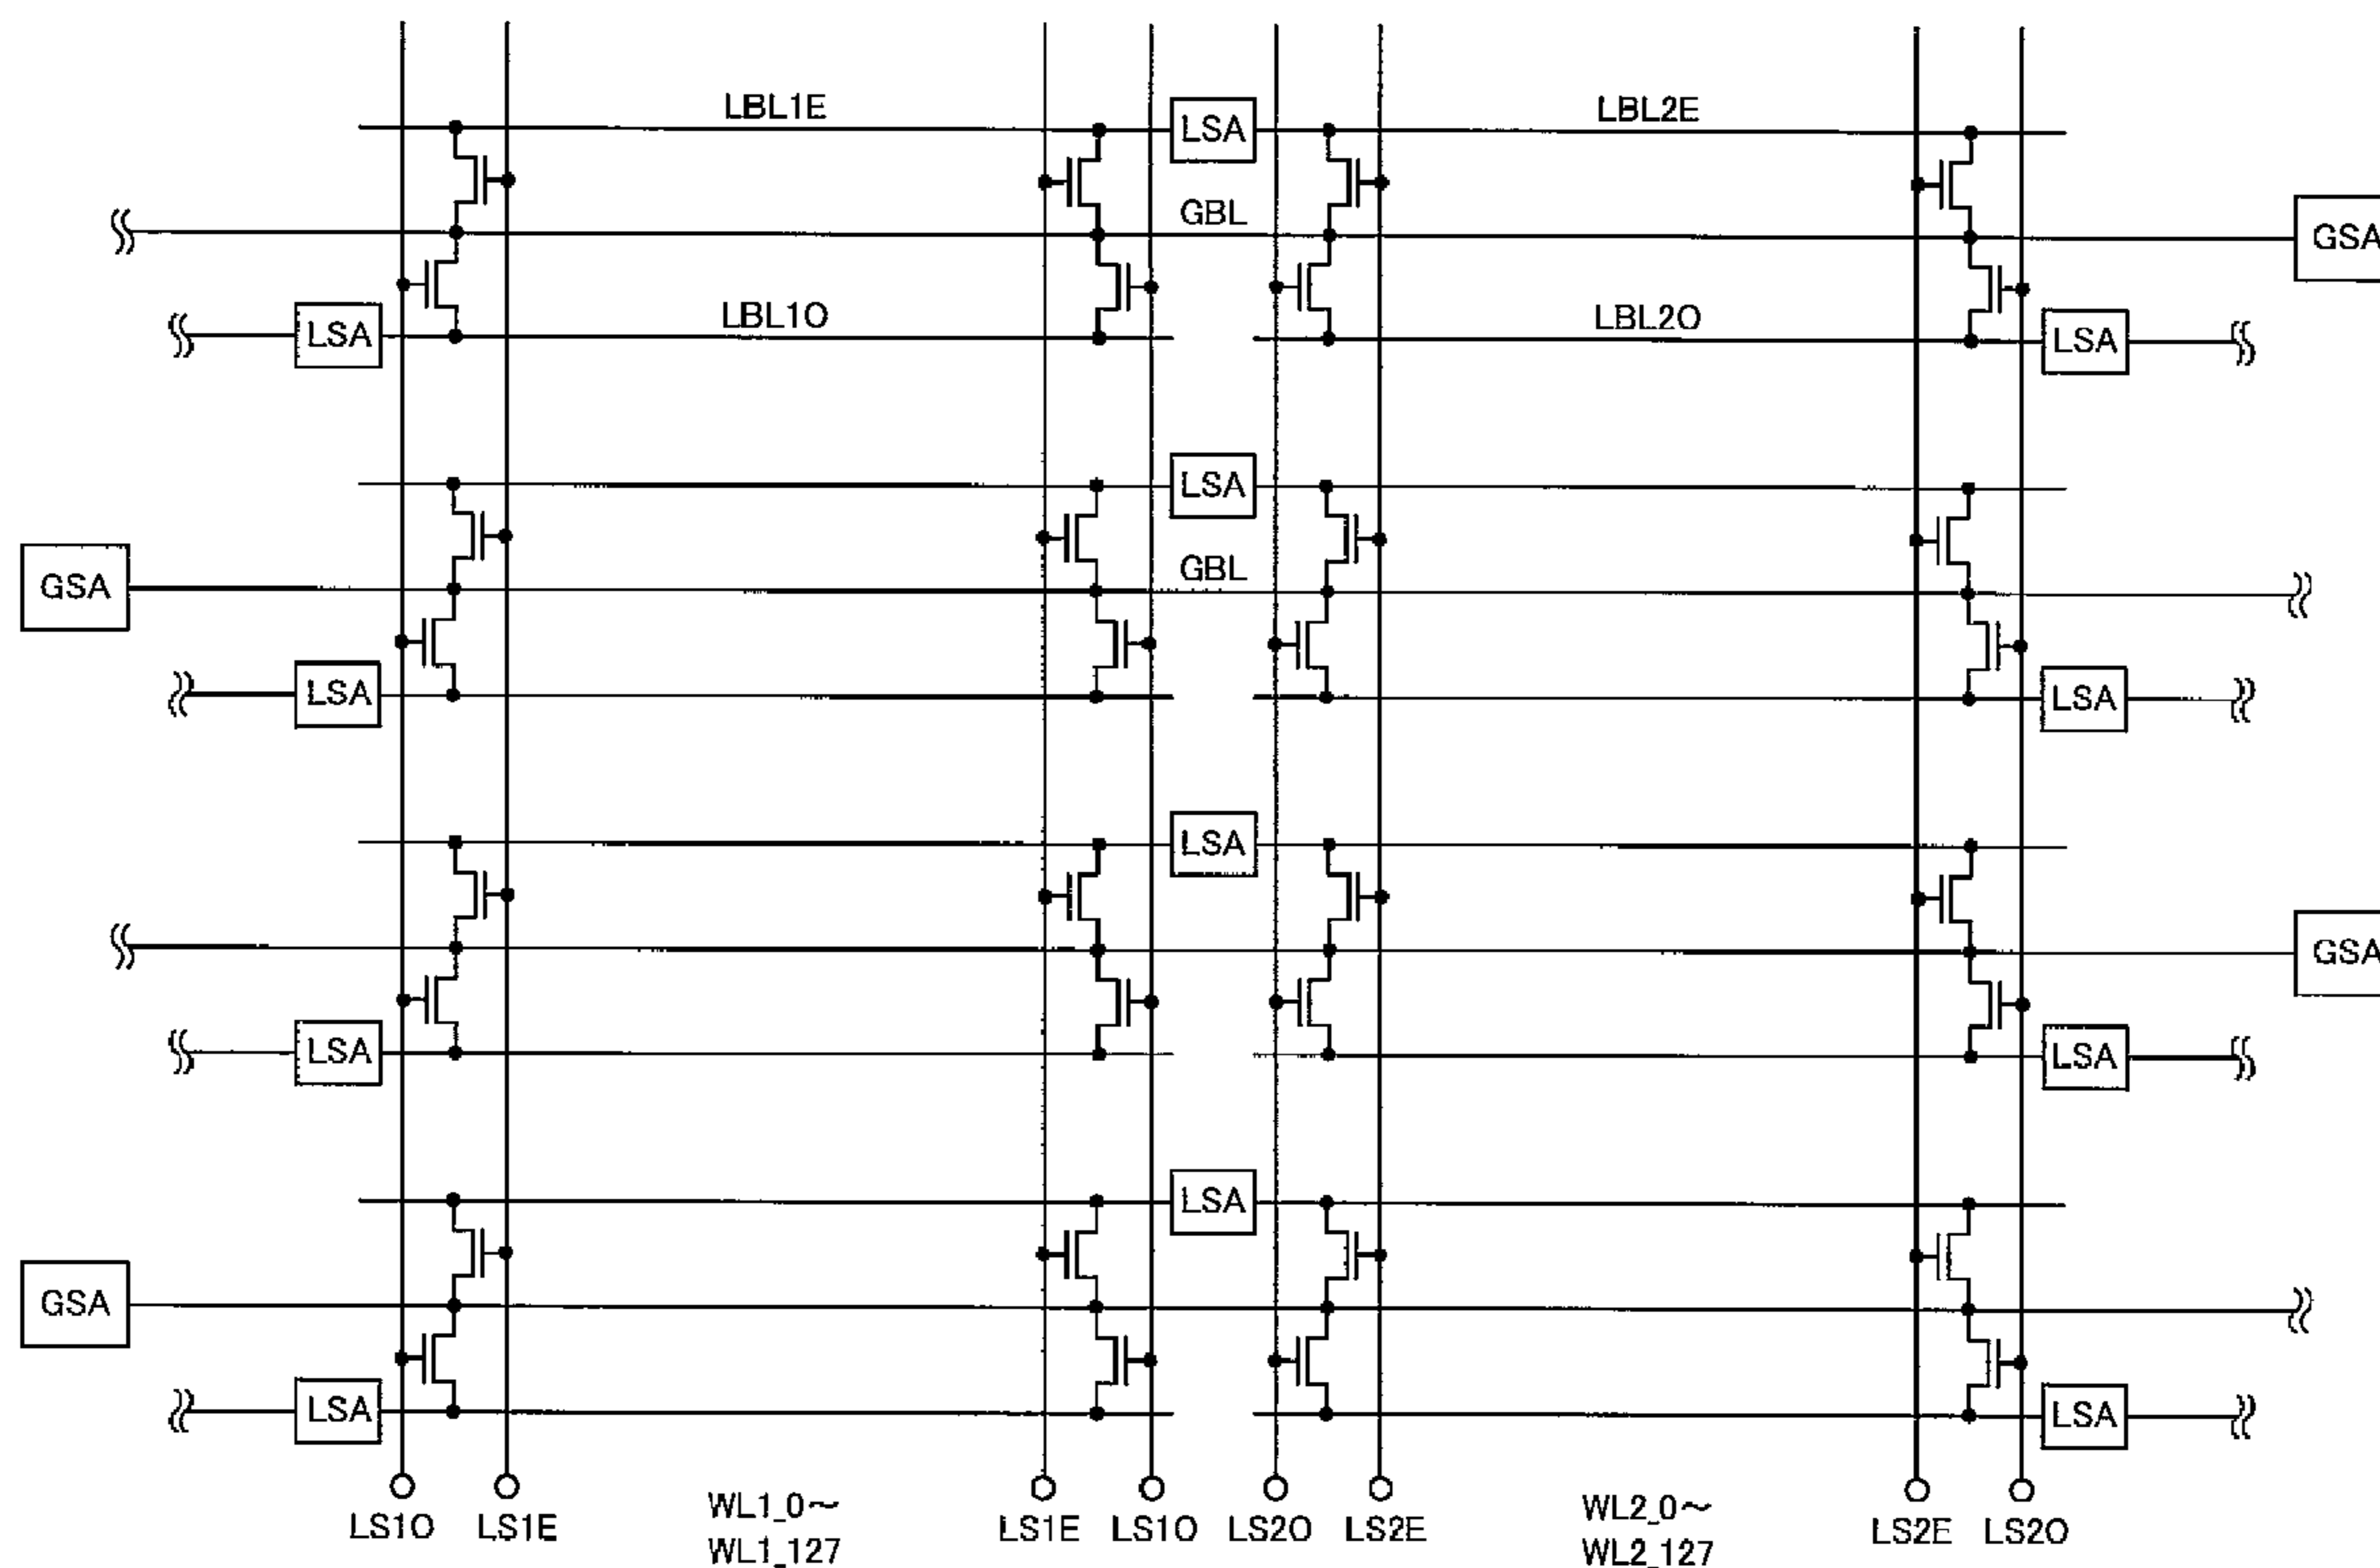 LBL1E
LSA
LBL2E
GBL
GSA
LSA
LBL1O
LBL2O
LSA
LSA
GSA
GBL
LSA
LSA
LSA
GSA
LSA
LSA
LSA
GSA
LSA
LSA
LS1O
LS1E
WL1_0～
WL1_127
LS1E
LS1O
LS2O
LS2E
WL2_0～
WL2_127
LS2E
LS2O